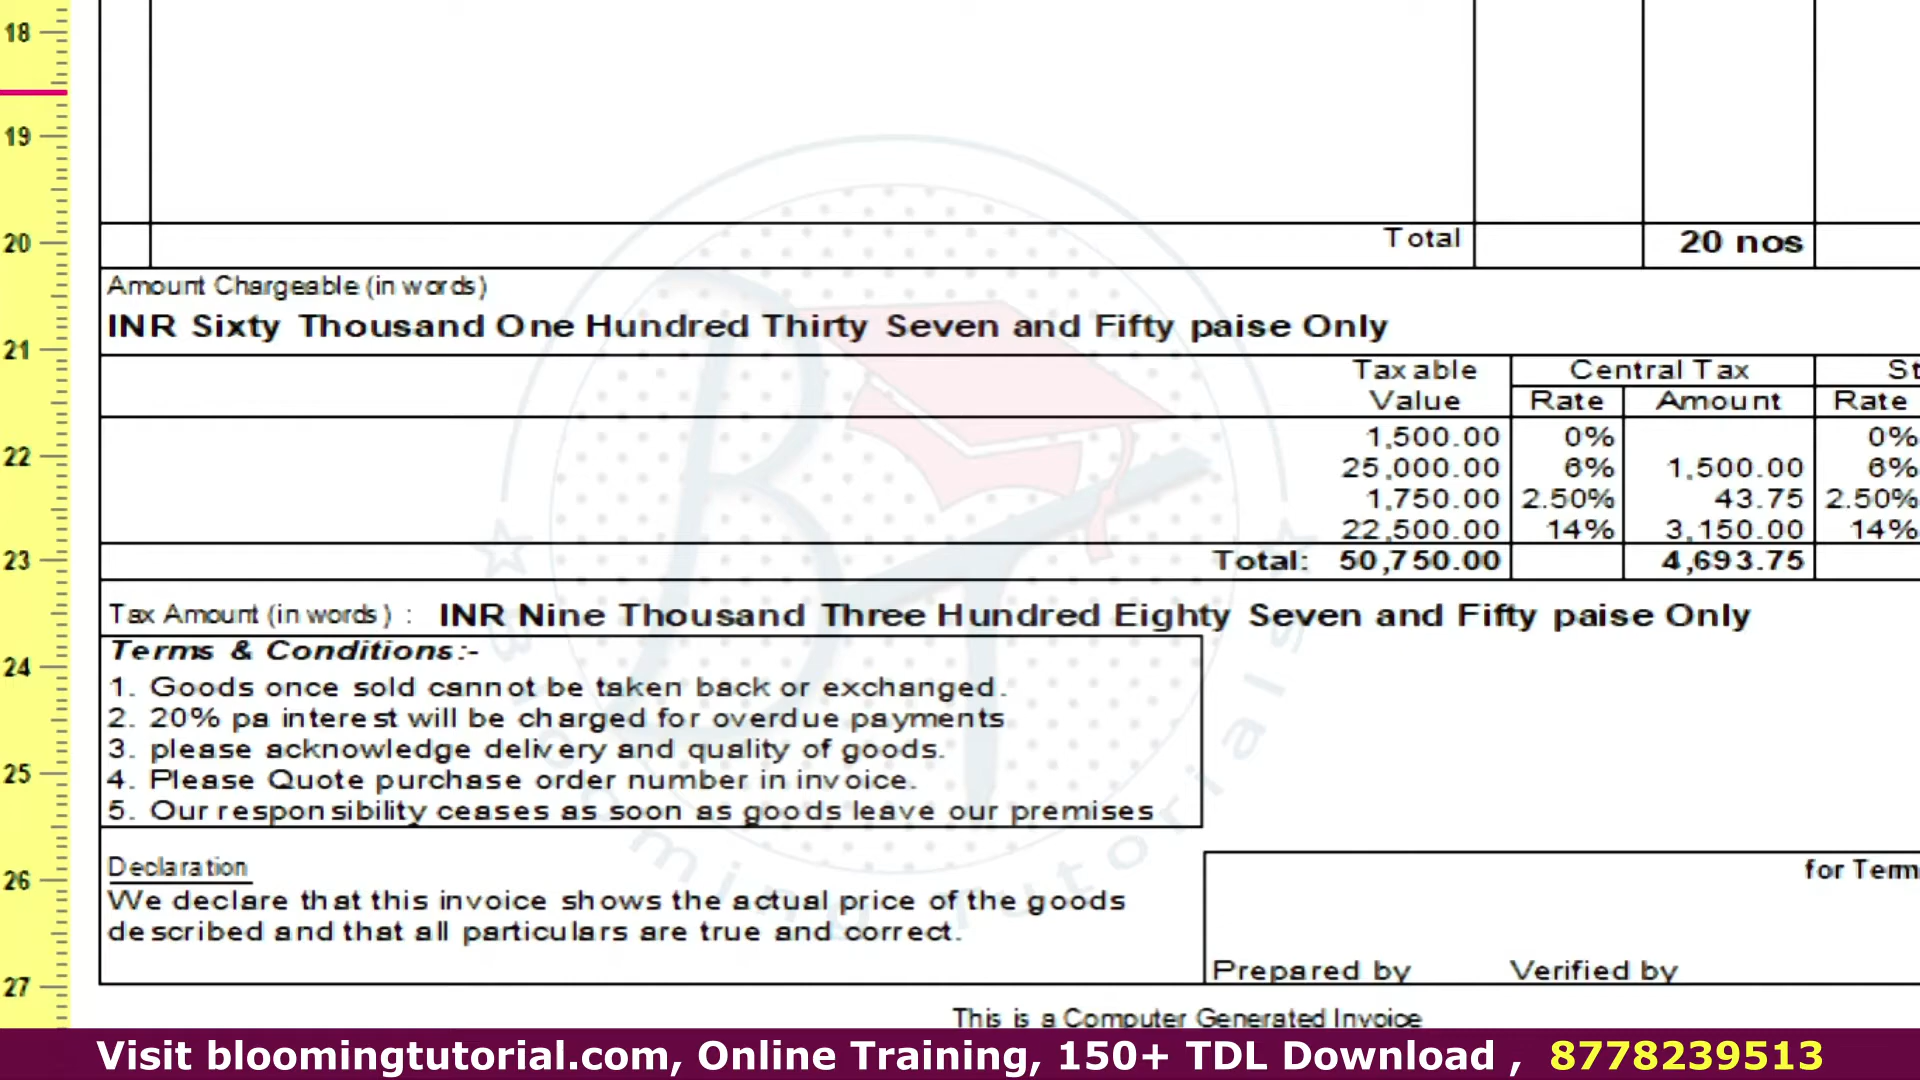 18
19
20
21
22
23
24
25
26
27
Total 20 nos
Amount Chargeable (in words)
INR Sixty Thousand One Hundred Thirty Seven and Fifty paise Only
Taxable Value Central Tax St
Rate Amount Rate
1,500.00 0% 0%
25,000.00 6% 1,500.00 6%
1,750.00 2.50% 43.75 2.50%
22,500.00 14% 3,150.00 14%
Total: 50,750.00 4,693.75
Tax Amount (in words) : INR Nine Thousand Three Hundred Eighty Seven and Fifty paise Only
Terms & Conditions:-
1. Goods once sold cannot be taken back or exchanged.
2. 20% pa interest will be charged for overdue payments
3. please acknowledge delivery and quality of goods.
4. Please Quote purchase order number in invoice.
5. Our responsibility ceases as soon as goods leave our premises
Declaration
We declare that this invoice shows the actual price of the goods
described and that all particulars are true and correct.
for Term
Prepared by Verified by
This is a Computer Generated Invoice
Blooming Tutorials
Visit bloomingtutorial.com, Online Training, 150+ TDL Download , 8778239513